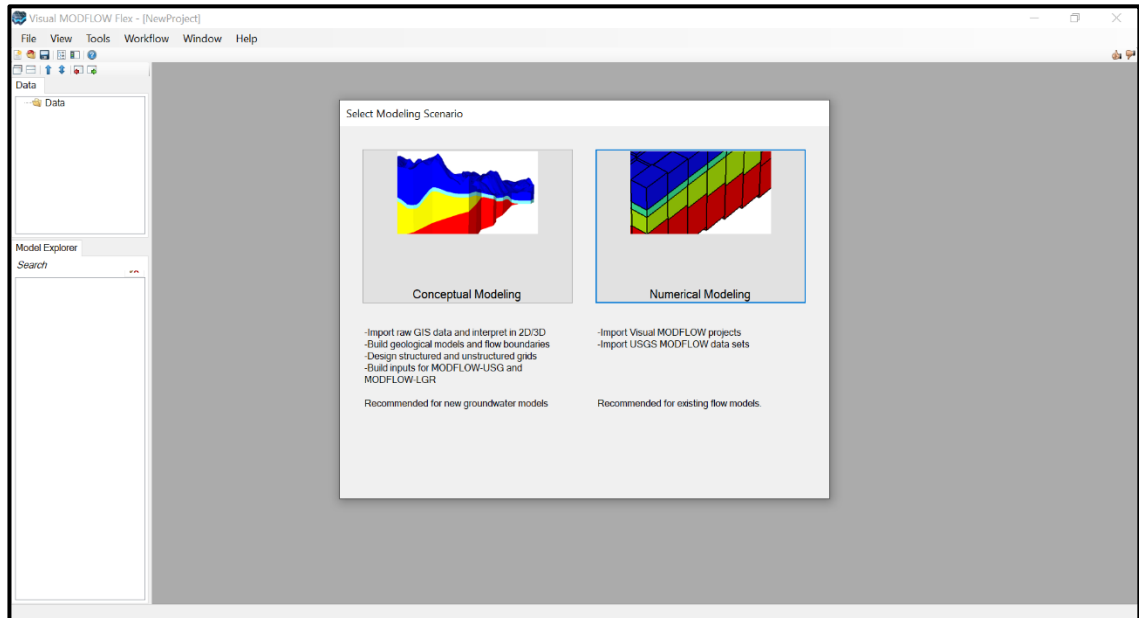 Visual MODFLOW Flex - [NewProject]
File View Tools Workflow Window Help
Data
Data
Model Explorer
Search
Select Modeling Scenario
Conceptual Modeling
-Import raw GIS data and interpret in 2D/3D
-Build geological models and flow boundaries
-Design structured and unstructured grids
-Build inputs for MODFLOW-USG and
MODFLOW-LGR
Recommended for new groundwater models
Numerical Modeling
-Import Visual MODFLOW projects
-Import USGS MODFLOW data sets
Recommended for existing flow models.